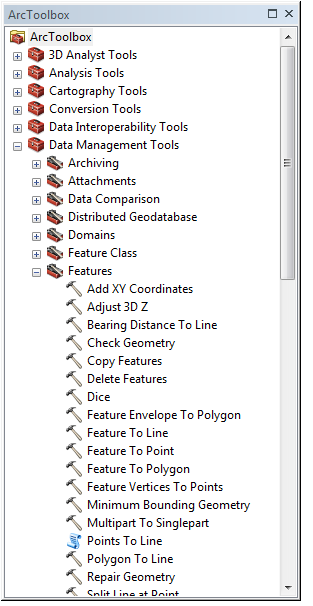 ArcToolbox
ArcToolbox
3D Analyst Tools
Analysis Tools
Cartography Tools
Conversion Tools
Data Interoperability Tools
Data Management Tools
Archiving
Attachments
Data Comparison
Distributed Geodatabase
Domains
Feature Class
Features
Add XY Coordinates
Adjust 3D Z
Bearing Distance To Line
Check Geometry
Copy Features
Delete Features
Dice
Feature Envelope To Polygon
Feature To Line
Feature To Point
Feature To Polygon
Feature Vertices To Points
Minimum Bounding Geometry
Multipart To Singlepart
Points To Line
Polygon To Line
Repair Geometry
Split Line at Point